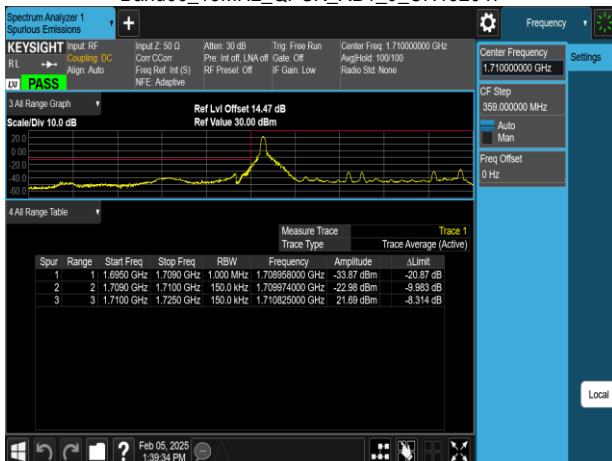 Spectrum Analyzer 1
Spurious Emissions
Frequency
KEYSIGHT
RL
LXI
PASS
Input: RF
Coupling: DC
Align: Auto
Input Z: 50 Ω
Corr CCorr
Freq Ref: Int (S)
NFE: Adaptive
Atten: 30 dB
Pre: Int off, LNA off
RF Preset: Off
Trig: Free Run
Gate: Off
IF Gain: Low
Center Freq: 1.710000000 GHz
Avg|Hold: 100/100
Radio Std: None
Center Frequency
1.710000000 GHz
Settings
CF Step
359.000000 MHz
Auto
Man
Freq Offset
0 Hz
3 All Range Graph
Scale/Div 10.0 dB
Ref Lvl Offset 14.47 dB
Ref Value 30.00 dBm
20.0
0.00
-20.0
-40.0
-60.0
4 All Range Table
Measure Trace Trace 1
Trace Type Trace Average (Active)
Spur Range Start Freq Stop Freq RBW Frequency Amplitude ΔLimit
1 1 1.6950 GHz 1.7090 GHz 1.000 MHz 1.708958000 GHz -33.87 dBm -20.87 dB
2 2 1.7090 GHz 1.7100 GHz 150.0 kHz 1.709974000 GHz -22.98 dBm -9.983 dB
3 3 1.7100 GHz 1.7250 GHz 150.0 kHz 1.710825000 GHz 21.69 dBm -8.314 dB
Local
?
Feb 05, 2025
1:39:34 PM